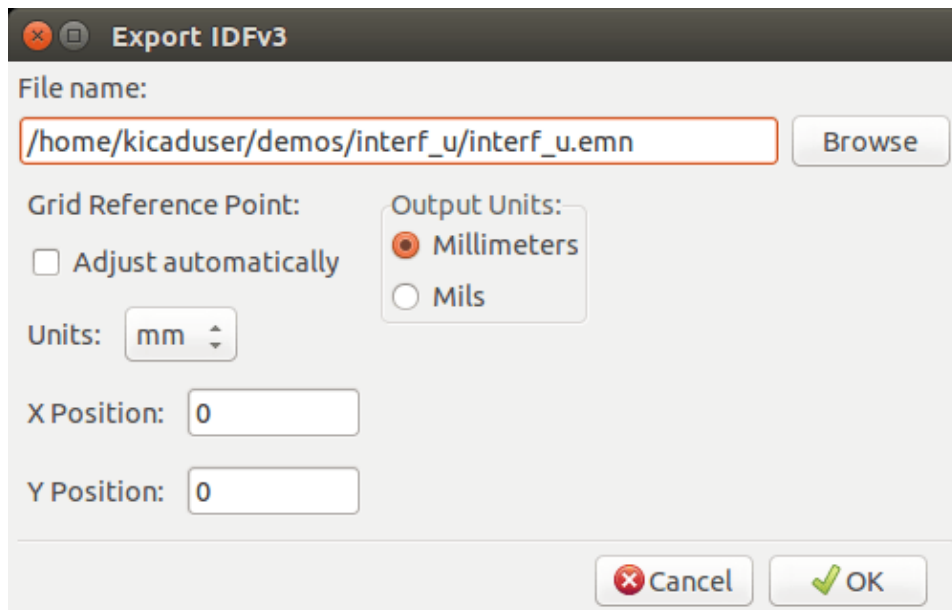 Export IDFv3
File name:
/home/kicaduser/demos/interf_u/interf_u.emn
Browse
Grid Reference Point:
Output Units:
Adjust automatically
Millimeters
Mils
Units:
mm
X Position:
0
Y Position:
0
Cancel
OK